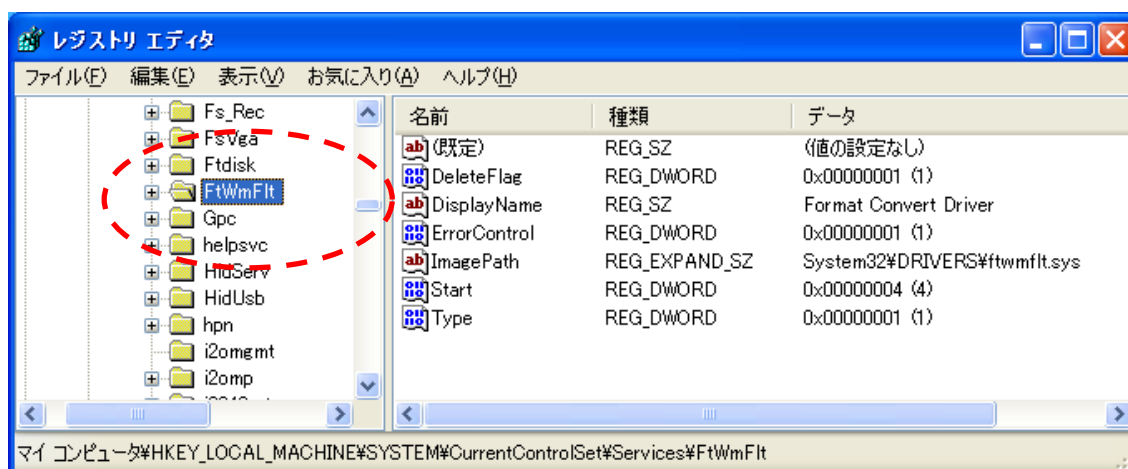 レジストリ エディタ
ファイル(F) 編集(E) 表示(V) お気に入り(A) ヘルプ(H)
Fs_Rec
FsVga
Ftdisk
FtWmFlt
Gpc
helpsvc
HidServ
HidUsb
hpn
i2omgmt
i2omp
名前 種類 データ
(既定) REG_SZ (値の設定なし)
DeleteFlag REG_DWORD 0x00000001 (1)
DisplayName REG_SZ Format Convert Driver
ErrorControl REG_DWORD 0x00000001 (1)
ImagePath REG_EXPAND_SZ System32¥DRIVERS¥ftwmflt.sys
Start REG_DWORD 0x00000004 (4)
Type REG_DWORD 0x00000001 (1)
マイ コンピュータ¥HKEY_LOCAL_MACHINE¥SYSTEM¥CurrentControlSet¥Services¥FtWmFlt